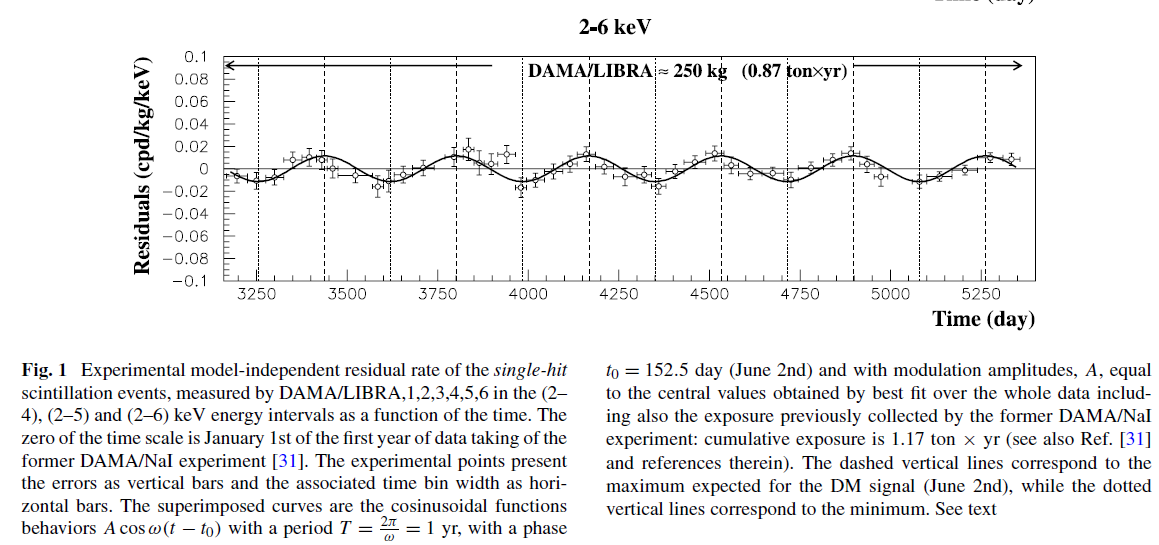 2-6 keV
Residuals (cpd/kg/keV)
0.1
0.08
0.06
0.04
0.02
0
−0.02
−0.04
−0.06
−0.08
−0.1
DAMA/LIBRA ≈ 250 kg (0.87 ton×yr)
3250 3500 3750 4000 4250 4500 4750 5000 5250
Time (day)
Fig. 1 Experimental model-independent residual rate of the single-hit
scintillation events, measured by DAMA/LIBRA,1,2,3,4,5,6 in the (2–
4), (2–5) and (2–6) keV energy intervals as a function of the time. The
zero of the time scale is January 1st of the first year of data taking of the
former DAMA/NaI experiment [31]. The experimental points present
the errors as vertical bars and the associated time bin width as hori-
zontal bars. The superimposed curves are the cosinusoidal functions
behaviors A cos ω(t − t0) with a period T = 2π/ω = 1 yr, with a phase
t0 = 152.5 day (June 2nd) and with modulation amplitudes, A, equal
to the central values obtained by best fit over the whole data includ-
ing also the exposure previously collected by the former DAMA/NaI
experiment: cumulative exposure is 1.17 ton × yr (see also Ref. [31]
and references therein). The dashed vertical lines correspond to the
maximum expected for the DM signal (June 2nd), while the dotted
vertical lines correspond to the minimum. See text